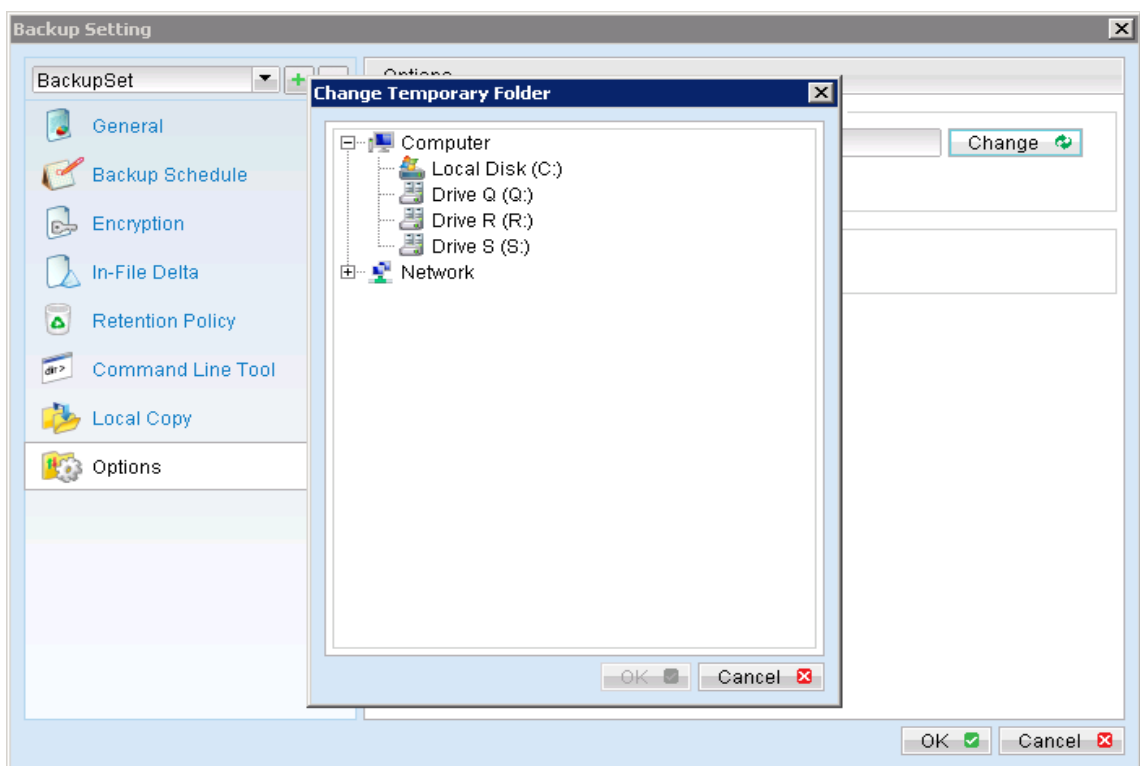 Backup Setting
BackupSet
General
Backup Schedule
Encryption
In-File Delta
Retention Policy
Command Line Tool
Local Copy
Options
Options
Change
Change Temporary Folder
Computer
Local Disk (C:)
Drive Q (Q:)
Drive R (R:)
Drive S (S:)
Network
OK
Cancel
OK
Cancel